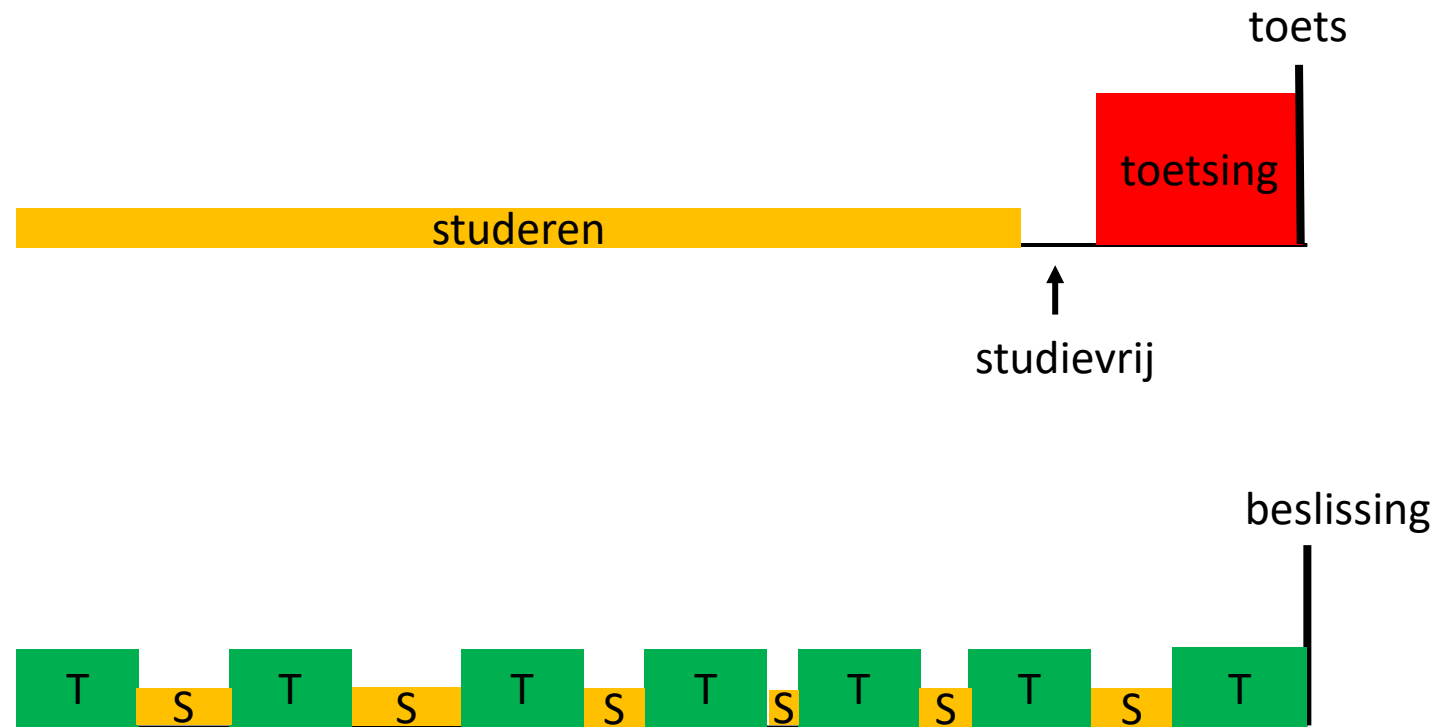 toets
toetsing
studeren
studievrij
beslissing
T S T S T S T S T S T S T